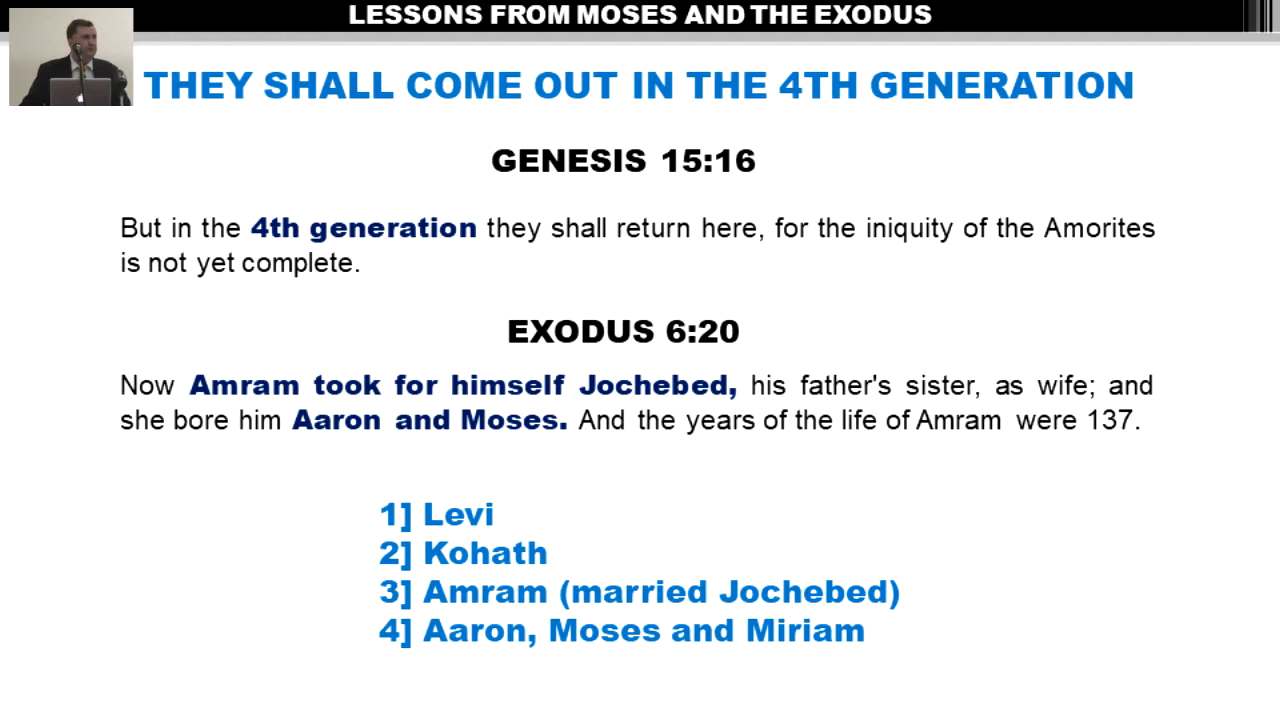 LESSONS FROM MOSES AND THE EXODUS
THEY SHALL COME OUT IN THE 4TH GENERATION
GENESIS 15:16
But in the 4th generation they shall return here, for the iniquity of the Amorites
is not yet complete.
EXODUS 6:20
Now Amram took for himself Jochebed, his father's sister, as wife; and
she bore him Aaron and Moses. And the years of the life of Amram were 137.
1] Levi
2] Kohath
3] Amram (married Jochebed)
4] Aaron, Moses and Miriam